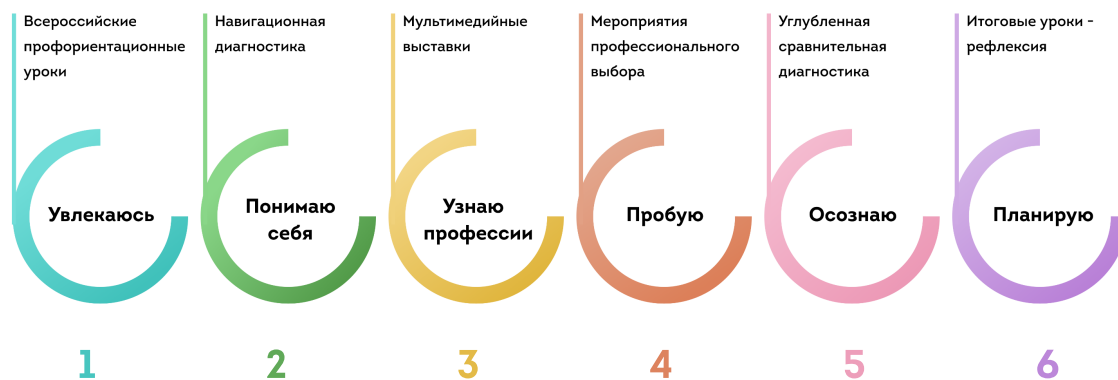 Всероссийские
профориентационные
уроки
Навигационная
диагностика
Мультимедийные
выставки
Мероприятия
профессионального
выбора
Углубленная
сравнительная
диагностика
Итоговые уроки -
рефлексия
Увлекаюсь
Понимаю
себя
Узнаю
профессии
Пробую
Осознаю
Планирую
1
2
3
4
5
6